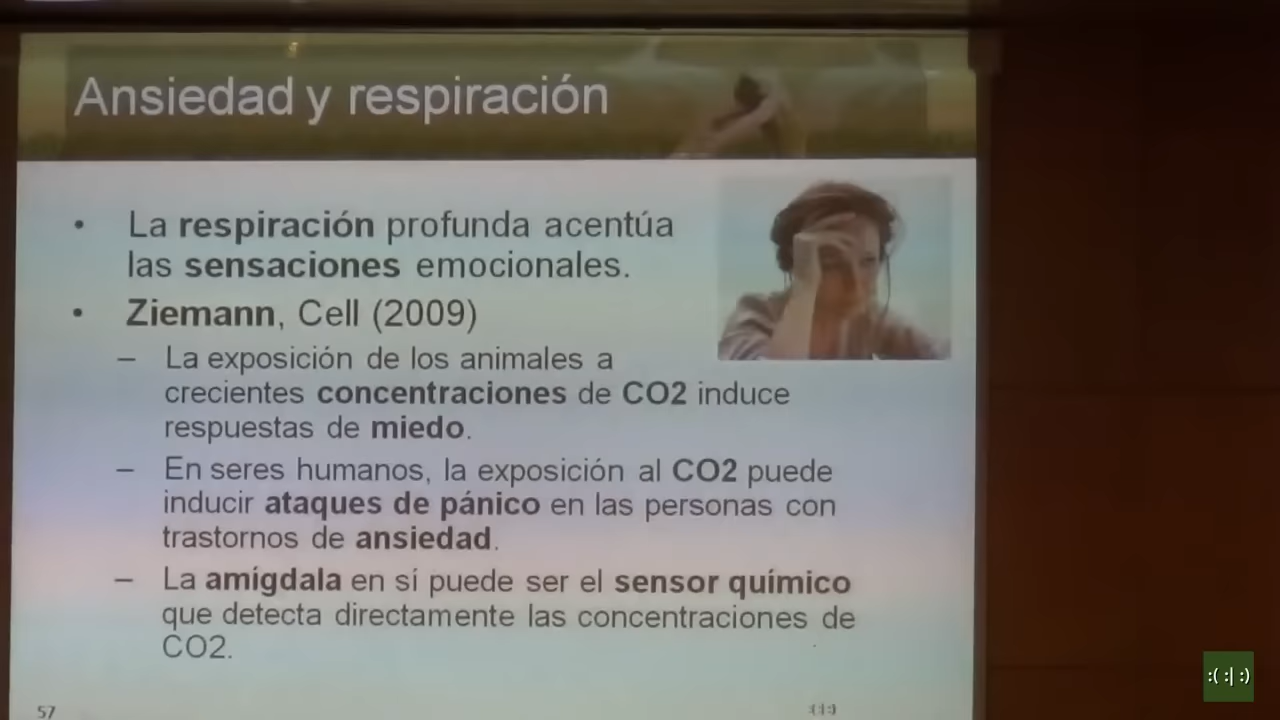 Ansiedad y respiración
• La respiración profunda acentúa
las sensaciones emocionales.
• Ziemann, Cell (2009)
– La exposición de los animales a
crecientes concentraciones de CO2 induce
respuestas de miedo.
– En seres humanos, la exposición al CO2 puede
inducir ataques de pánico en las personas con
trastornos de ansiedad.
– La amígdala en sí puede ser el sensor químico
que detecta directamente las concentraciones de
CO2.
57
:( :| :)
:( :| :)